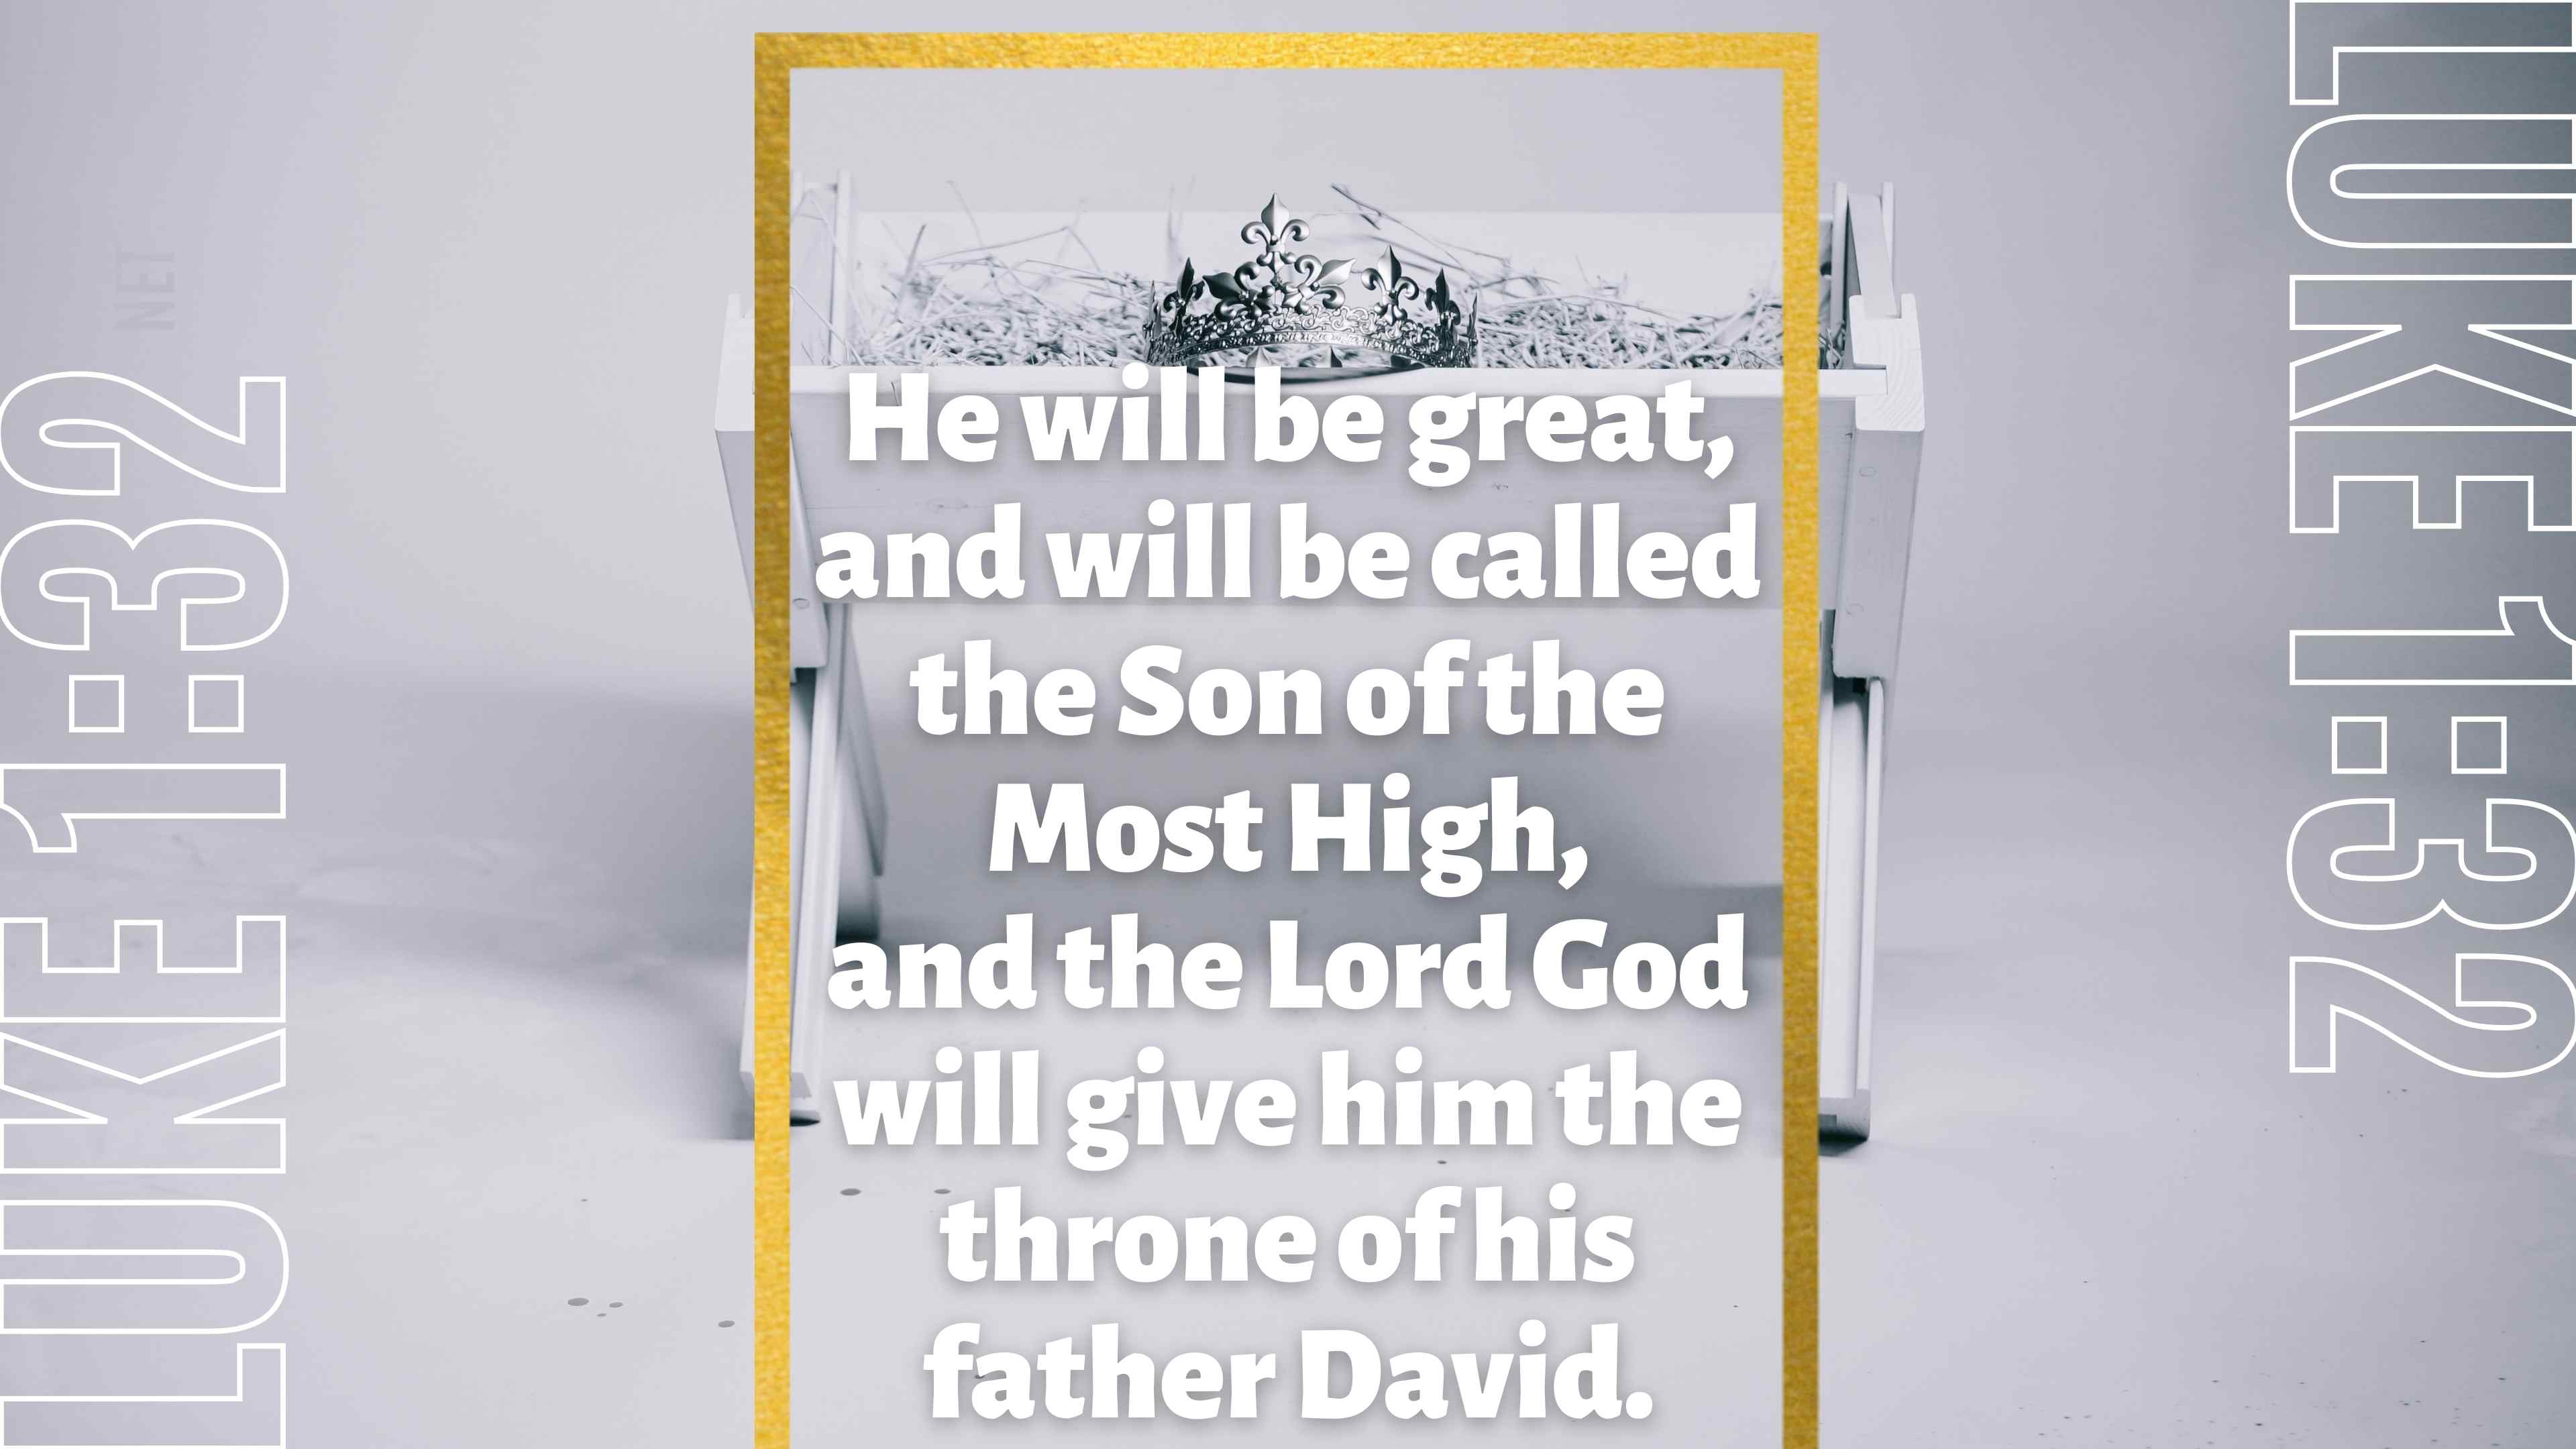 LUKE 1:32
NET
He will be great,
and will be called
the Son of the
Most High,
and the Lord God
will give him the
throne of his
father David.
LUKE 1:32